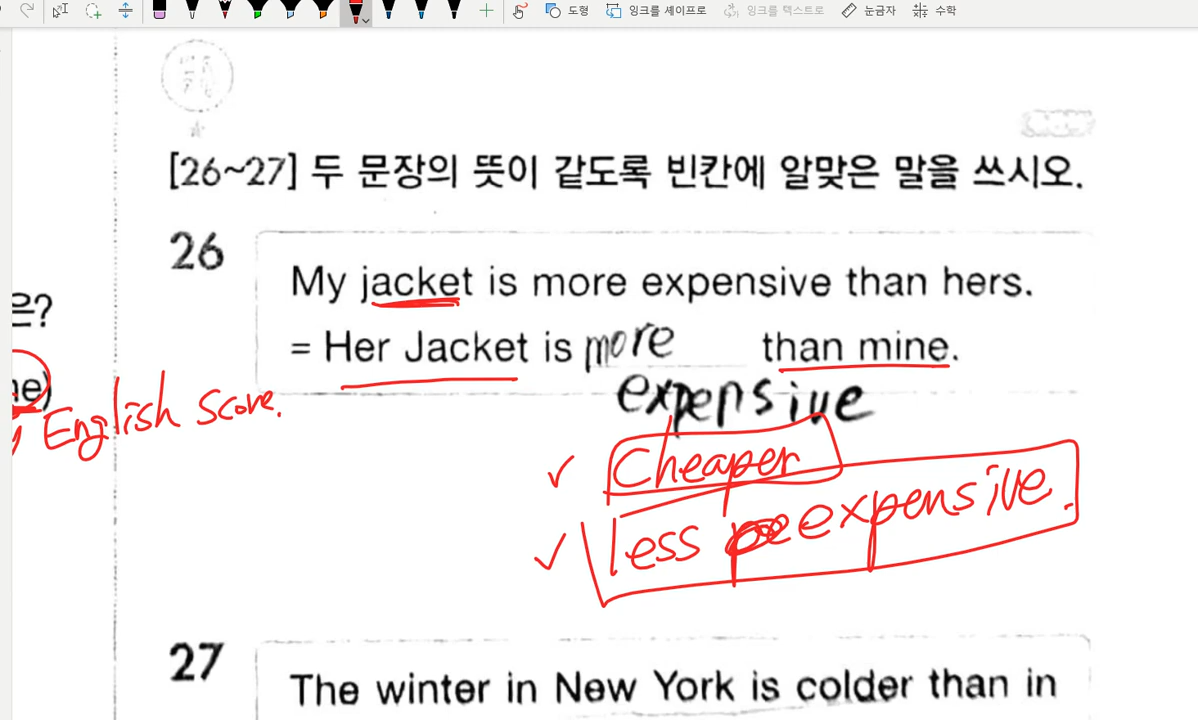 도형 잉크를 셰이프로 잉크를 텍스트로 눈금자 수학
[26~27] 두 문장의 뜻이 같도록 빈칸에 알맞은 말을 쓰시오.
26
My jacket is more expensive than hers.
= Her Jacket is more than mine.
expensive
은?
English score.
Cheaper
less expensive.
27
The winter in New York is colder than in